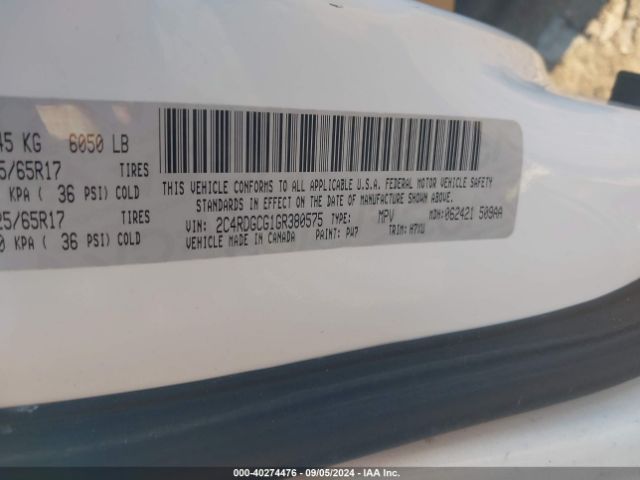 45 KG 6050 LB
5/65R17 TIRES
KPA ( 36 PSI) COLD
25/65R17 TIRES
0 KPA ( 36 PSI) COLD
THIS VEHICLE CONFORMS TO ALL APPLICABLE U.S.A. FEDERAL MOTOR VEHICLE SAFETY
STANDARDS IN EFFECT ON THE DATE OF MANUFACTURE SHOWN ABOVE
VIN: 2C4RDGCG1GR380575 TYPE: MPV MDH: 062421 509AA
VEHICLE MADE IN CANADA PAINT: PW7 TRIM: H7XU
000-40274476 - 09/05/2024 - IAA Inc.